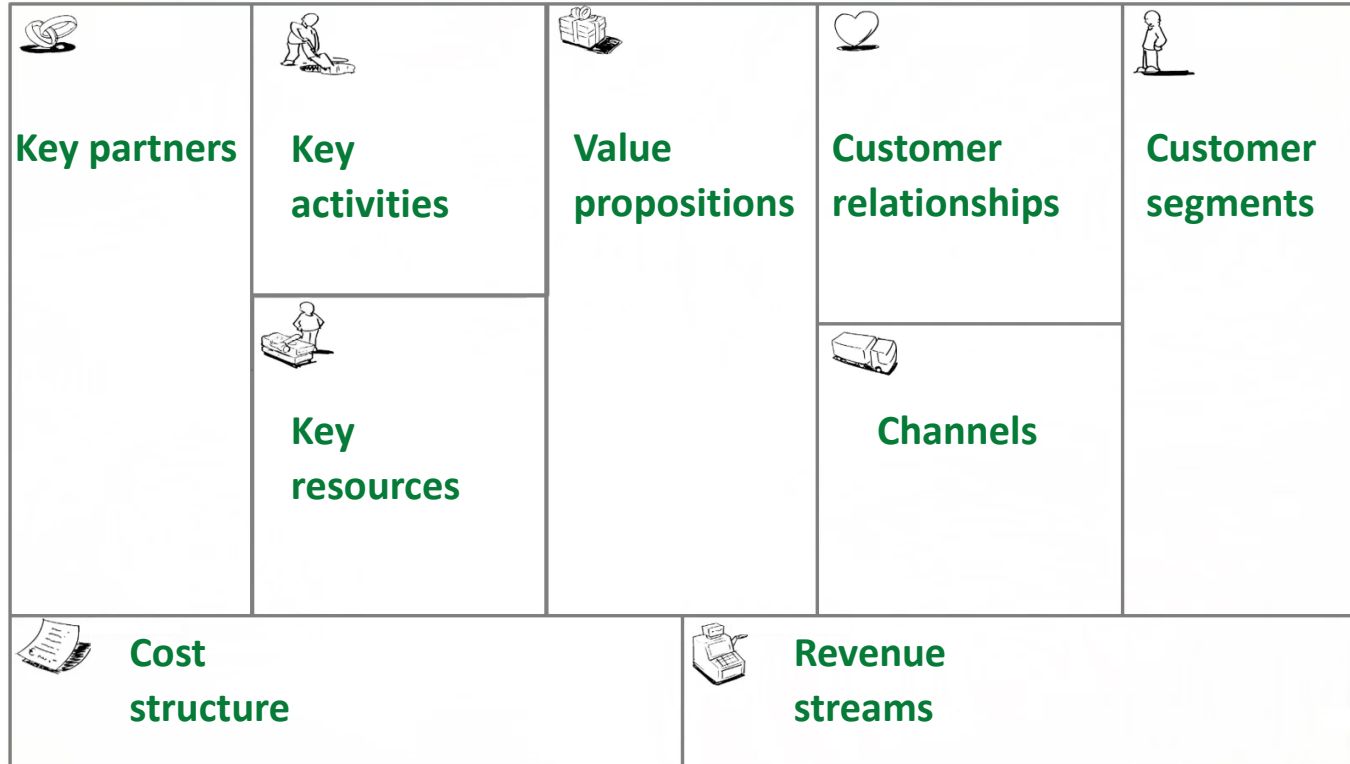 Key partners
Key
activities
Key
resources
Value
propositions
Customer
relationships
Channels
Customer
segments
Cost
structure
Revenue
streams